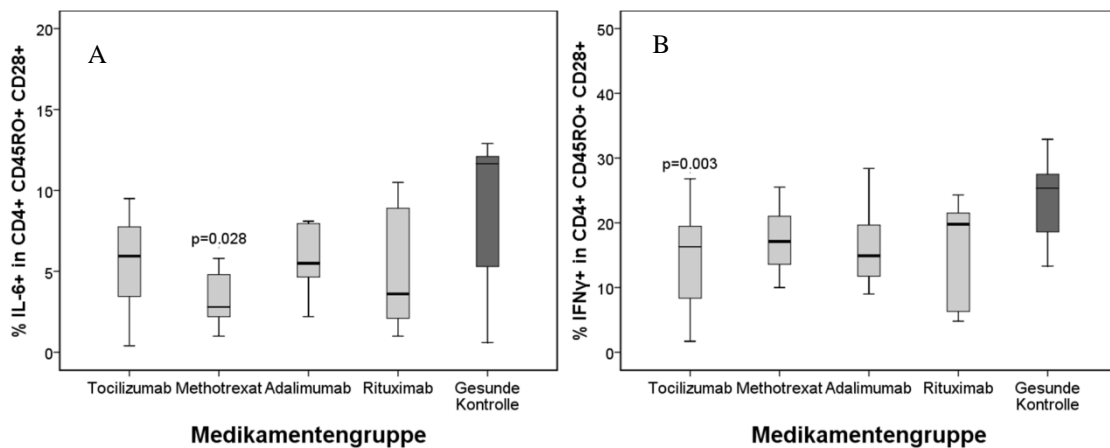 A
% IL-6+ in CD4+ CD45RO+ CD28+
20
15
10
5
0
p=0.028
Tocilizumab Methotrexat Adalimumab Rituximab Gesunde
Kontrolle
Medikamentengruppe
B
% IFNγ+ in CD4+ CD45RO+ CD28+
50
40
30
20
10
0
p=0.003
Tocilizumab Methotrexat Adalimumab Rituximab Gesunde
Kontrolle
Medikamentengruppe